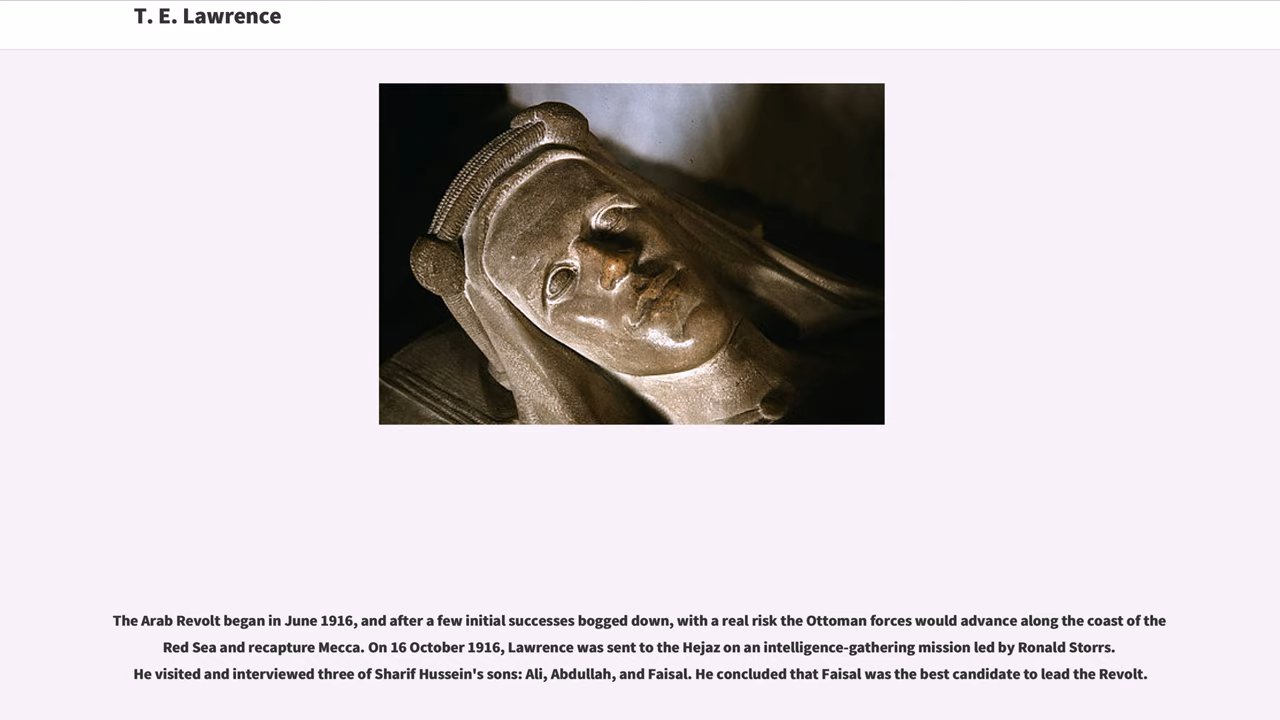 T. E. Lawrence
The Arab Revolt began in June 1916, and after a few initial successes bogged down, with a real risk the Ottoman forces would advance along the coast of the
Red Sea and recapture Mecca. On 16 October 1916, Lawrence was sent to the Hejaz on an intelligence-gathering mission led by Ronald Storrs.
He visited and interviewed three of Sharif Hussein's sons: Ali, Abdullah, and Faisal. He concluded that Faisal was the best candidate to lead the Revolt.